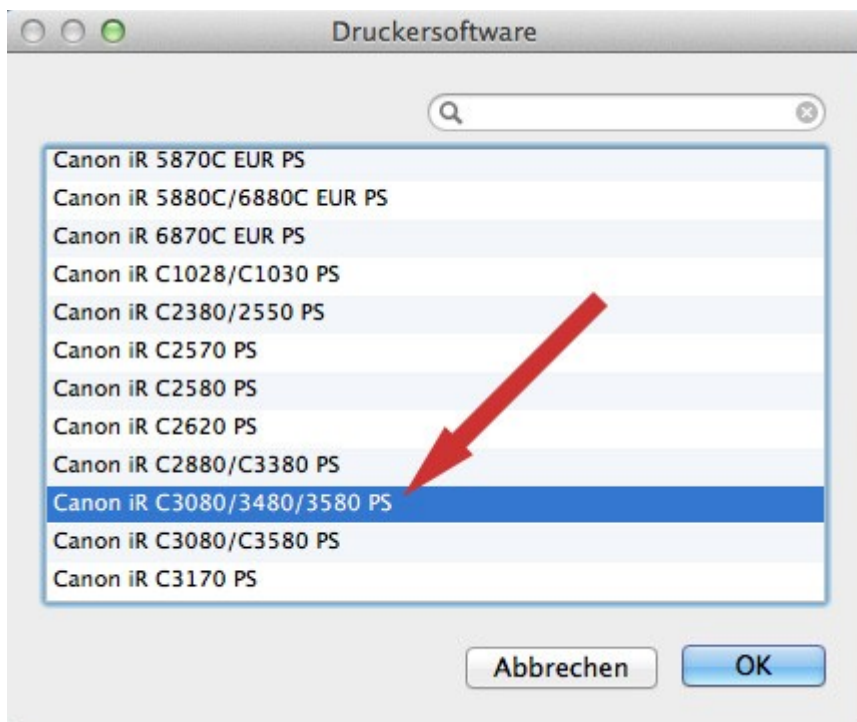 Druckersoftware
Canon iR 5870C EUR PS
Canon iR 5880C/6880C EUR PS
Canon iR 6870C EUR PS
Canon iR C1028/C1030 PS
Canon iR C2380/2550 PS
Canon iR C2570 PS
Canon iR C2580 PS
Canon iR C2620 PS
Canon iR C2880/C3380 PS
Canon iR C3080/3480/3580 PS
Canon iR C3080/C3580 PS
Canon iR C3170 PS
Abbrechen OK